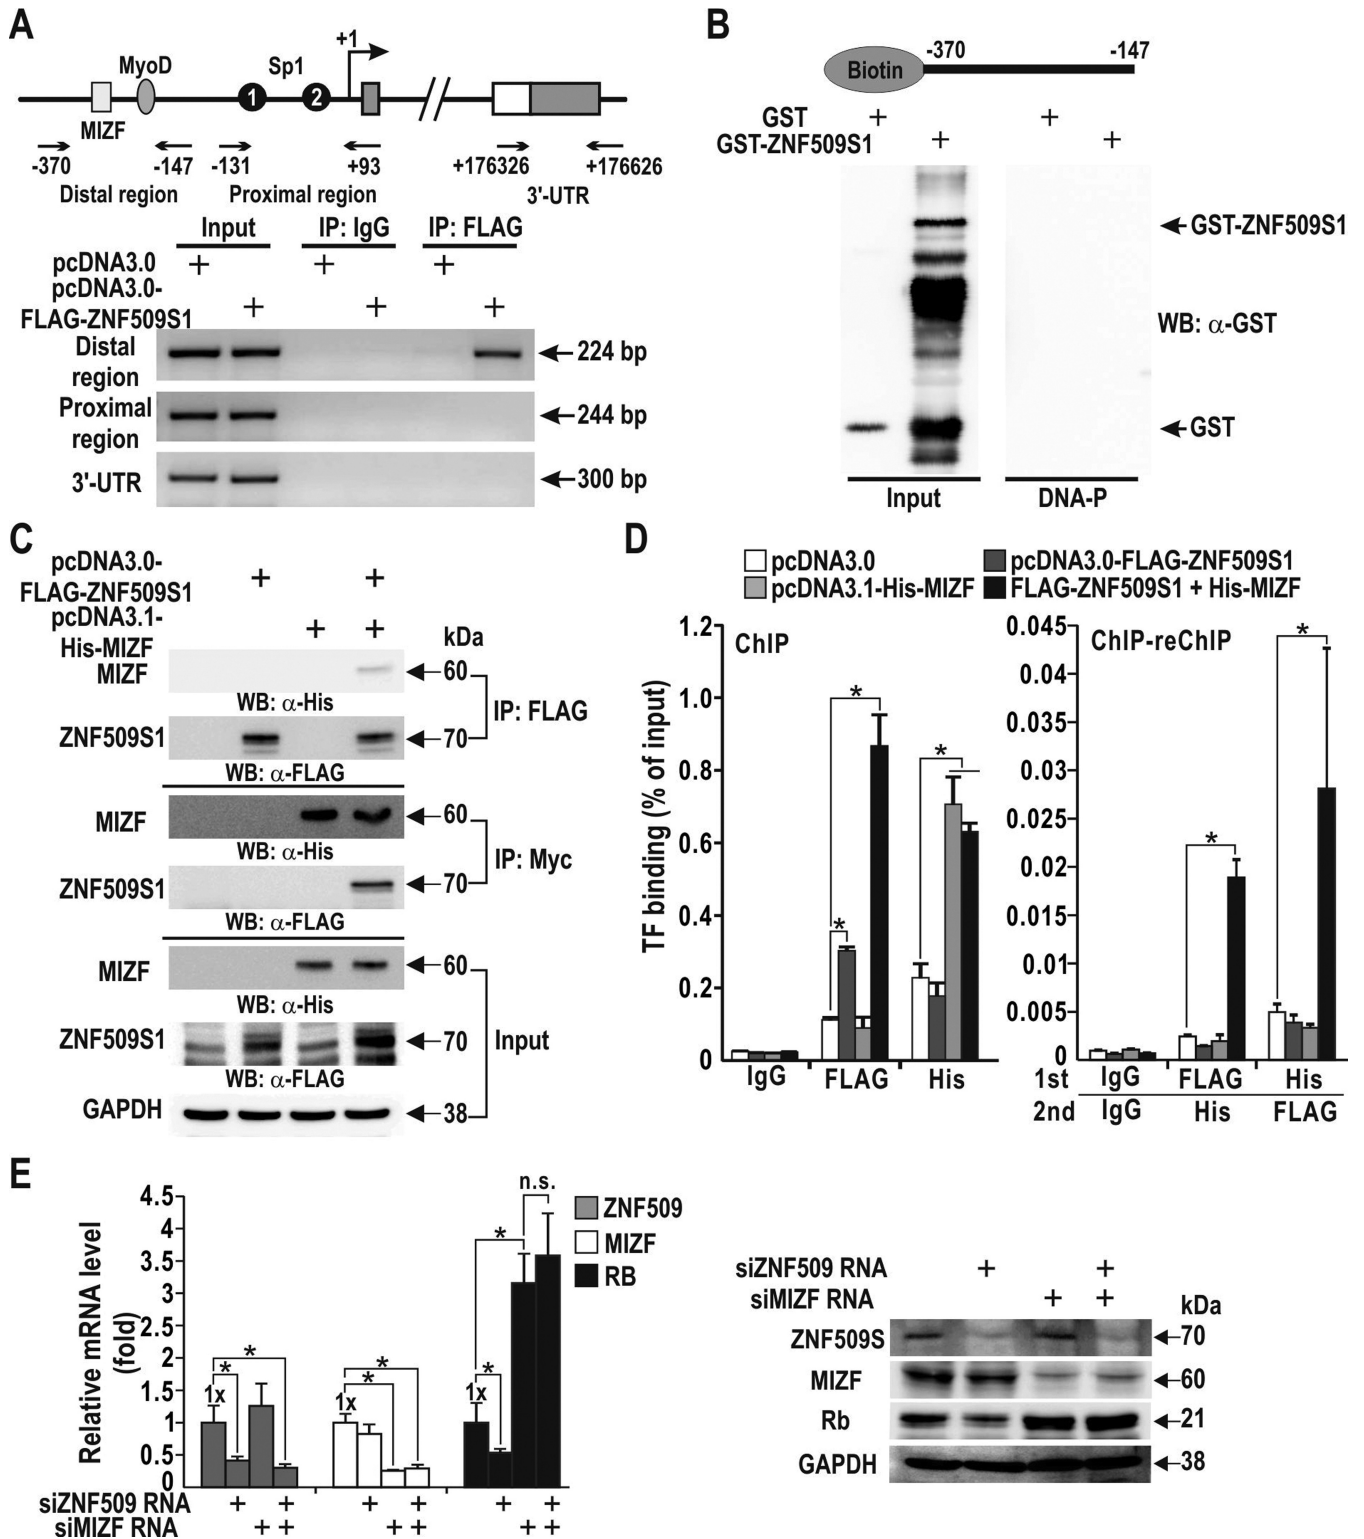 A
+1
MyoD
Sp1
1
2
MIZF
-370
-147
-131
+93
+176326
+176626
Distal region
Proximal region
3'-UTR
Input
IP: IgG
IP: FLAG
pcDNA3.0
+
+
+
pcDNA3.0-
FLAG-ZNF509S1
+
+
+
Distal
region
224 bp
Proximal
region
244 bp
3'-UTR
300 bp
B
Biotin
-370
-147
GST
+
+
GST-ZNF509S1
+
+
GST-ZNF509S1
WB: α-GST
GST
Input
DNA-P
C
pcDNA3.0-
FLAG-ZNF509S1
+
+
pcDNA3.1-
His-MIZF
+
+
kDa
MIZF
60
WB: α-His
IP: FLAG
ZNF509S1
70
WB: α-FLAG
MIZF
60
WB: α-His
IP: Myc
ZNF509S1
70
WB: α-FLAG
MIZF
60
WB: α-His
ZNF509S1
70
Input
WB: α-FLAG
GAPDH
38
D
pcDNA3.0
pcDNA3.0-FLAG-ZNF509S1
pcDNA3.1-His-MIZF
FLAG-ZNF509S1 + His-MIZF
TF binding (% of input)
ChIP
1.2
1.0
0.8
0.6
0.4
0.2
0
*
*
*
IgG
FLAG
His
ChIP-reChIP
0.045
0.04
0.035
0.03
0.025
0.02
0.015
0.01
0.005
0
*
*
1st
IgG
FLAG
His
2nd
IgG
His
FLAG
E
Relative mRNA level
(fold)
4.5
4
3.5
3
2.5
2
1.5
1
0.5
0
1x
*
*
1x
*
*
1x
*
*
n.s.
ZNF509
MIZF
RB
siZNF509 RNA
+
+
+
+
+
+
siMIZF RNA
+
+
+
+
+
+
siZNF509 RNA
+
+
siMIZF RNA
+
+
kDa
ZNF509S
70
MIZF
60
Rb
21
GAPDH
38